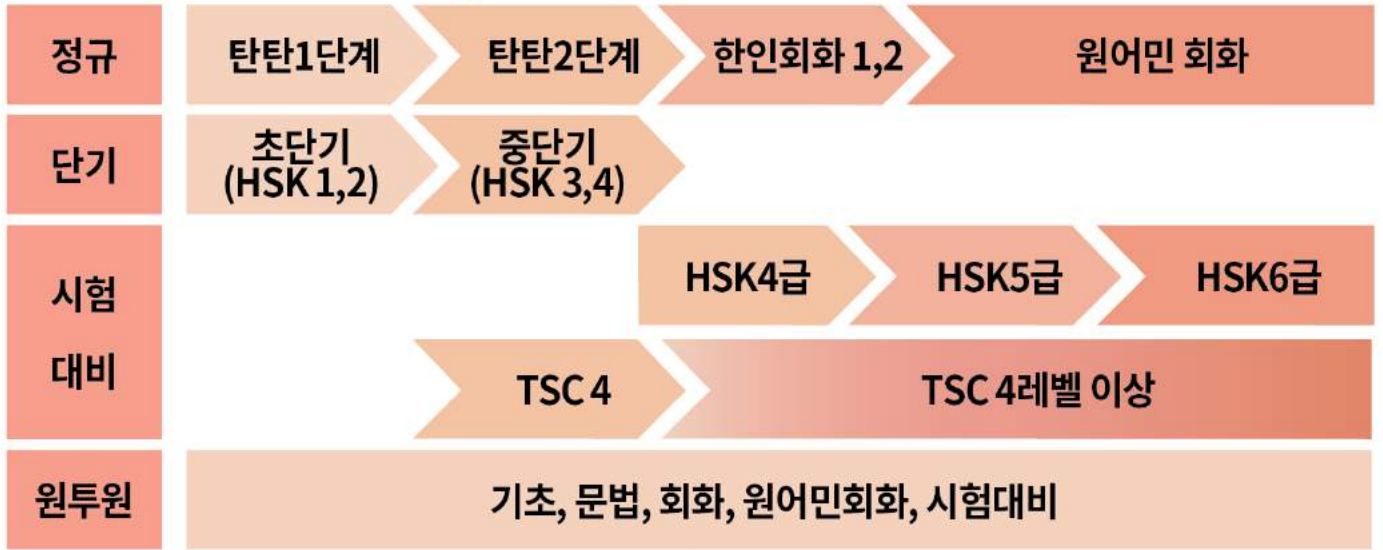 정규
탄탄1단계
탄탄2단계
한인회화 1,2
원어민 회화
단기
초단기
(HSK 1,2)
중단기
(HSK 3,4)
시험
대비
HSK4급
HSK5급
HSK6급
TSC 4
TSC 4레벨 이상
원투원
기초, 문법, 회화, 원어민회화, 시험대비